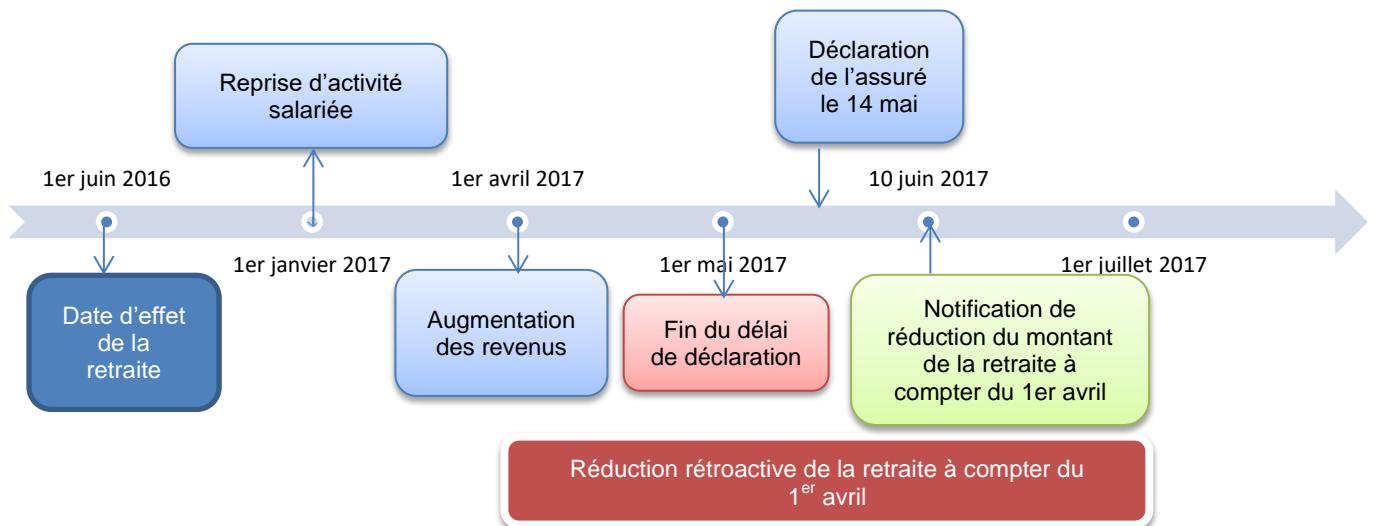 Déclaration
de l’assuré
le 14 mai
Reprise d’activité
salariée
1er juin 2016
1er avril 2017
10 juin 2017
1er janvier 2017
1er mai 2017
1er juillet 2017
Date d’effet
de la
retraite
Augmentation
des revenus
Fin du délai
de déclaration
Notification de
réduction du montant
de la retraite à
compter du 1er avril
Réduction rétroactive de la retraite à compter du
1er avril